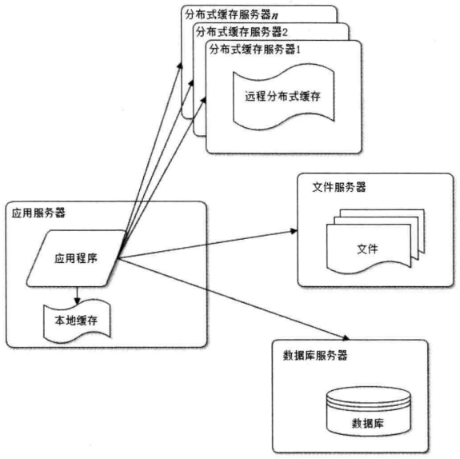 分布式缓存服务器n
分布式缓存服务器2
分布式缓存服务器1
远程分布式缓存
应用服务器
应用程序
本地缓存
文件服务器
文件
数据库服务器
数据库